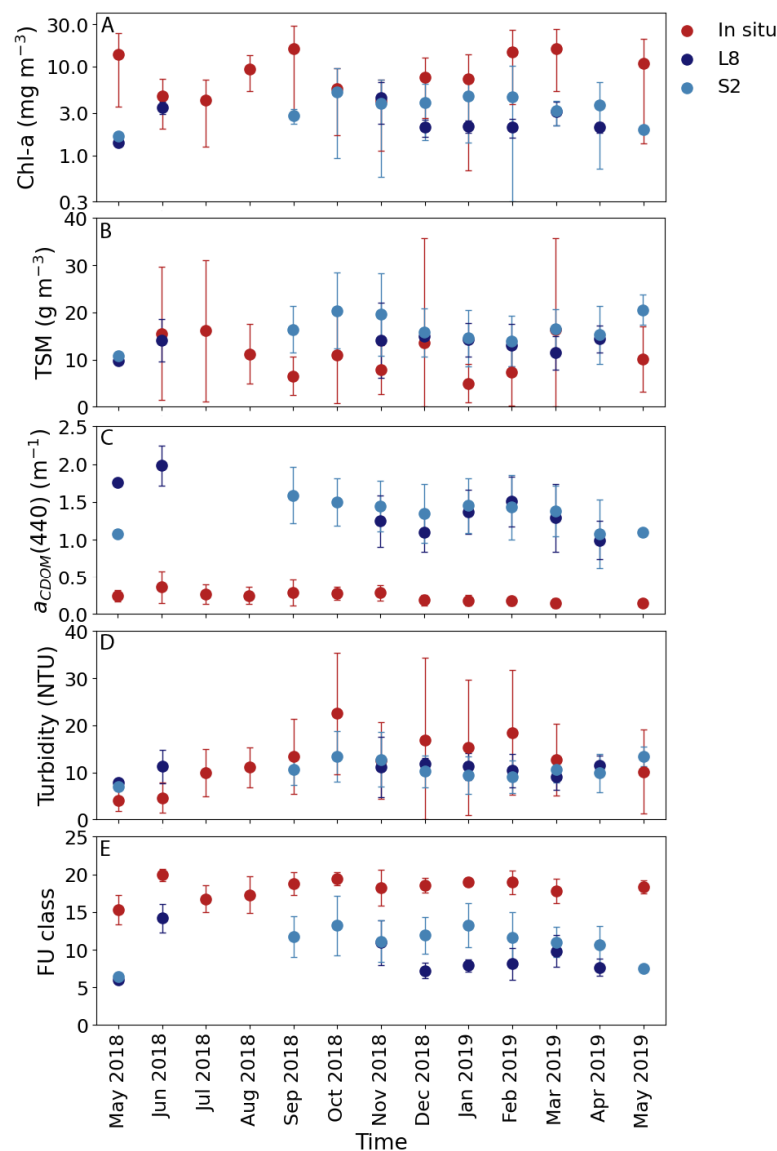 In situ
L8
S2
A
Chl-a (mg m⁻³)
30.0
10.0
3.0
1.0
0.3
B
TSM (g m⁻³)
40
30
20
10
0
C
a_CDOM(440) (m⁻¹)
2.5
2.0
1.5
1.0
0.5
0.0
D
Turbidity (NTU)
40
30
20
10
0
E
FU class
25
20
15
10
5
0
May 2018
Jun 2018
Jul 2018
Aug 2018
Sep 2018
Oct 2018
Nov 2018
Dec 2018
Jan 2019
Feb 2019
Mar 2019
Apr 2019
May 2019
Time